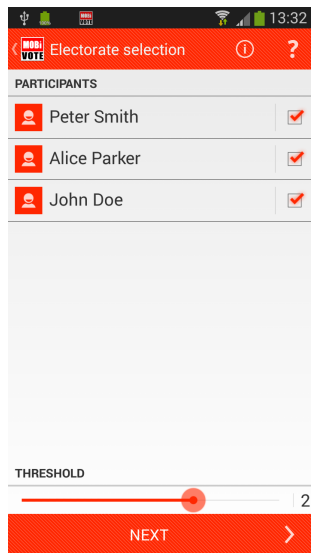 13:32
MOBI
VOTE
Electorate selection
?
PARTICIPANTS
Peter Smith
Alice Parker
John Doe
THRESHOLD
2
NEXT